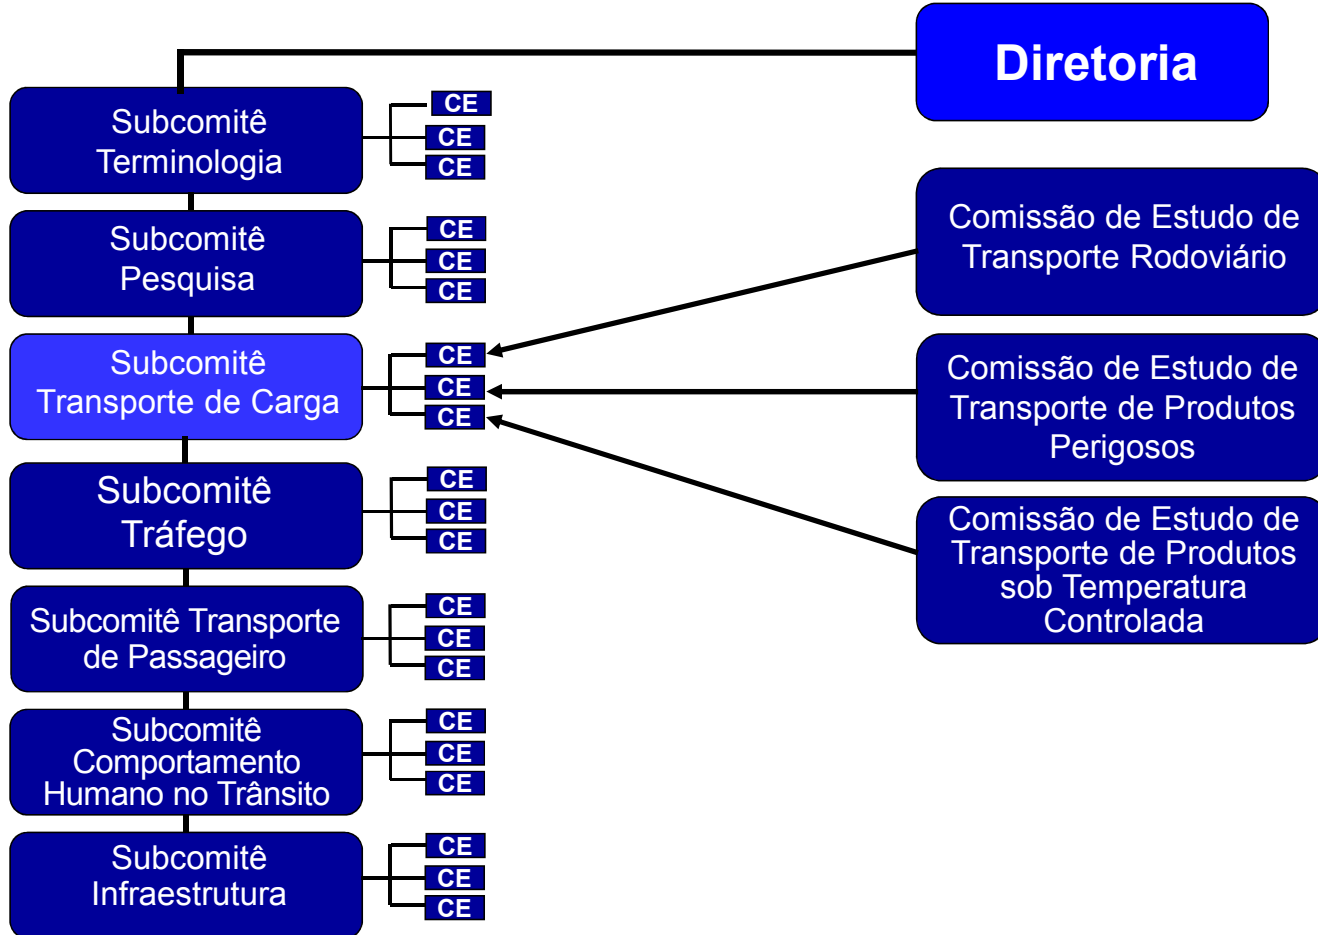 Diretoria
Subcomitê
Terminologia
CE
CE
CE
Subcomitê
Pesquisa
CE
CE
CE
Subcomitê
Transporte de Carga
CE
CE
CE
Subcomitê
Tráfego
CE
CE
CE
Subcomitê Transporte
de Passageiro
CE
CE
CE
Subcomitê
Comportamento
Humano no Trânsito
CE
CE
CE
Subcomitê
Infraestrutura
CE
CE
CE
Comissão de Estudo de
Transporte Rodoviário
Comissão de Estudo de
Transporte de Produtos
Perigosos
Comissão de Estudo de
Transporte de Produtos
sob Temperatura
Controlada